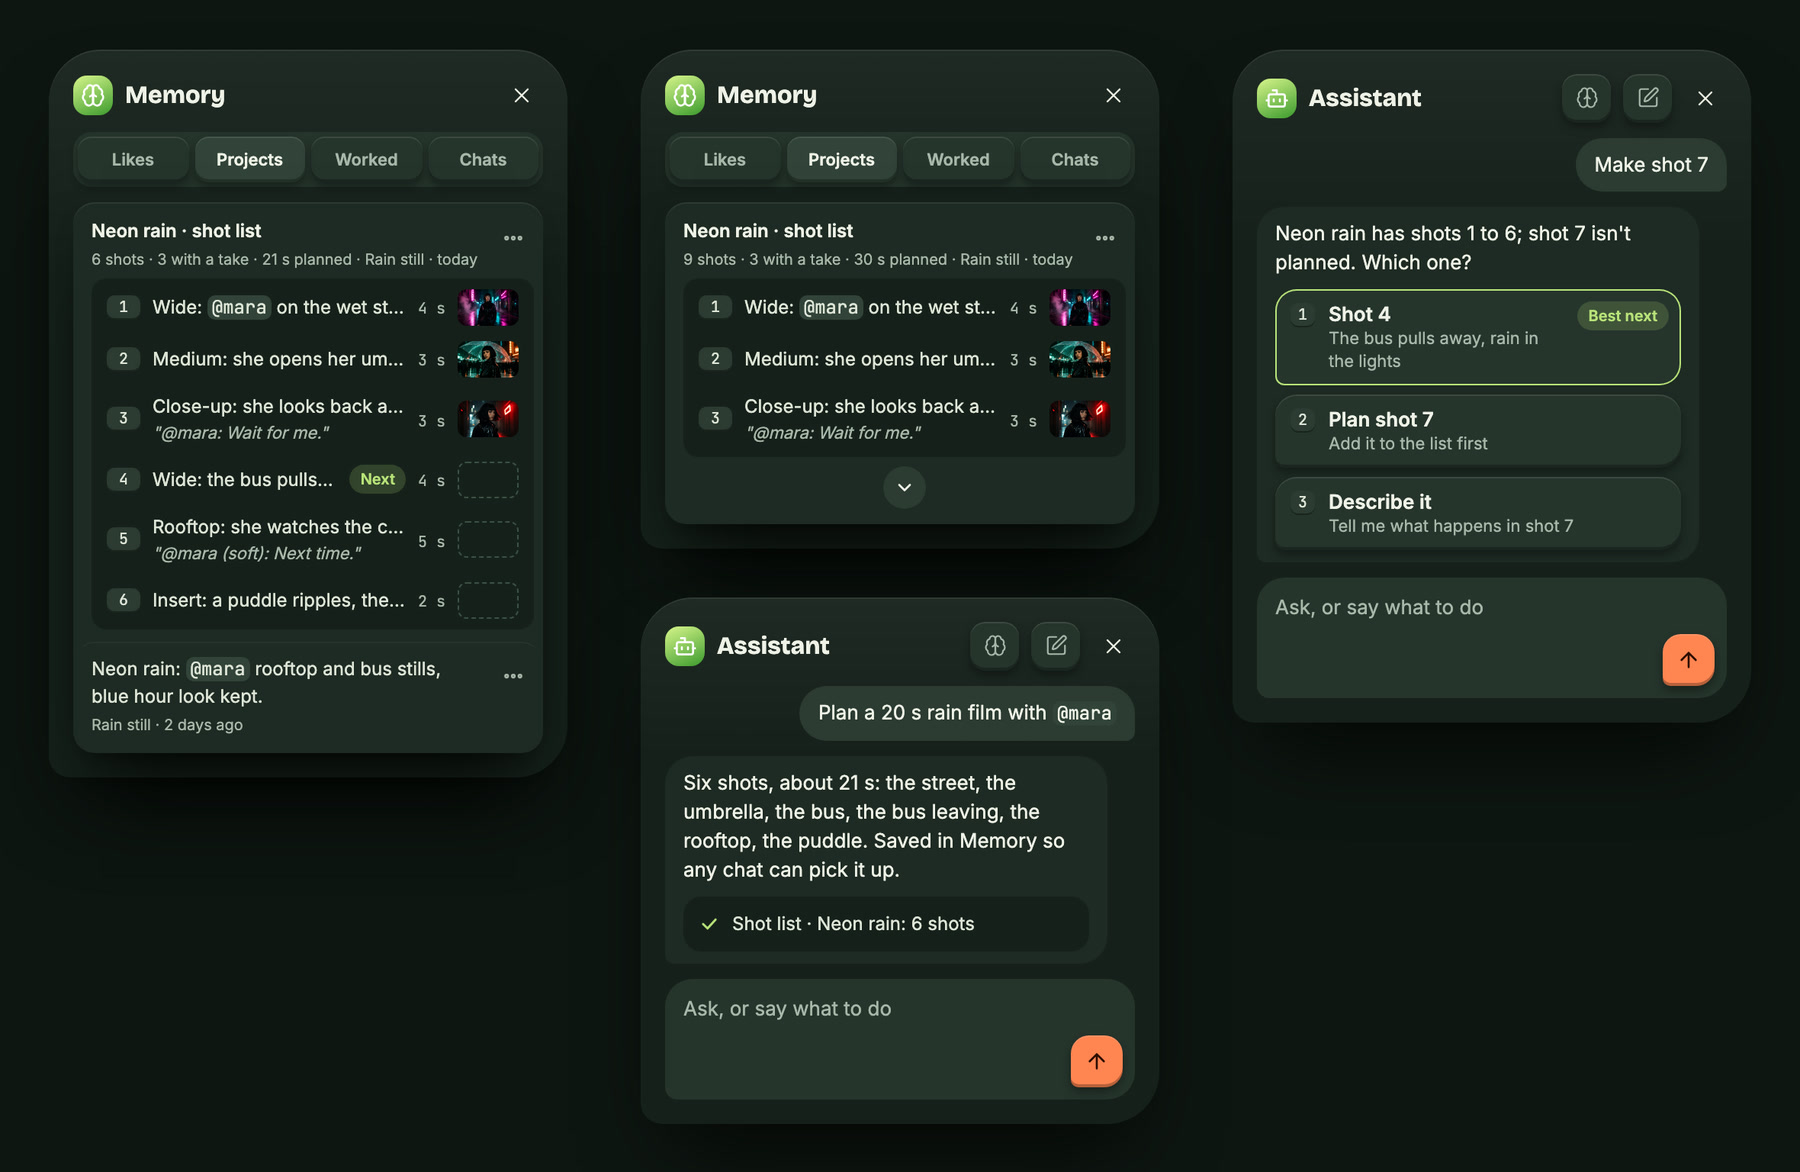 Memory
Likes
Projects
Worked
Chats
Neon rain · shot list
6 shots · 3 with a take · 21 s planned · Rain still · today
1 Wide: @mara on the wet st... 4 s
2 Medium: she opens her um... 3 s
3 Close-up: she looks back a... 3 s
"@mara: Wait for me."
4 Wide: the bus pulls... Next 4 s
5 Rooftop: she watches the c... 5 s
"@mara (soft): Next time."
6 Insert: a puddle ripples, the... 2 s
Neon rain: @mara rooftop and bus stills,
blue hour look kept.
Rain still · 2 days ago
Memory
Likes
Projects
Worked
Chats
Neon rain · shot list
9 shots · 3 with a take · 30 s planned · Rain still · today
1 Wide: @mara on the wet st... 4 s
2 Medium: she opens her um... 3 s
3 Close-up: she looks back a... 3 s
"@mara: Wait for me."
Assistant
Plan a 20 s rain film with @mara
Six shots, about 21 s: the street, the
umbrella, the bus, the bus leaving, the
rooftop, the puddle. Saved in Memory so
any chat can pick it up.
Shot list · Neon rain: 6 shots
Ask, or say what to do
Assistant
Make shot 7
Neon rain has shots 1 to 6; shot 7 isn't
planned. Which one?
1 Shot 4 Best next
The bus pulls away, rain in
the lights
2 Plan shot 7
Add it to the list first
3 Describe it
Tell me what happens in shot 7
Ask, or say what to do